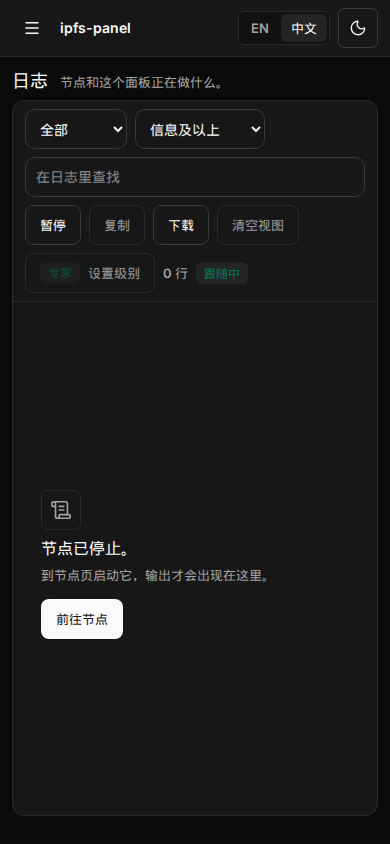 ipfs-panel EN 中文
日志 节点和这个面板正在做什么。
全部 信息及以上
在日志里查找
暂停 复制 下载 清空视图
专家 设置级别 0 行 跟随中
节点已停止。
到节点页启动它，输出才会出现在这里。
前往节点